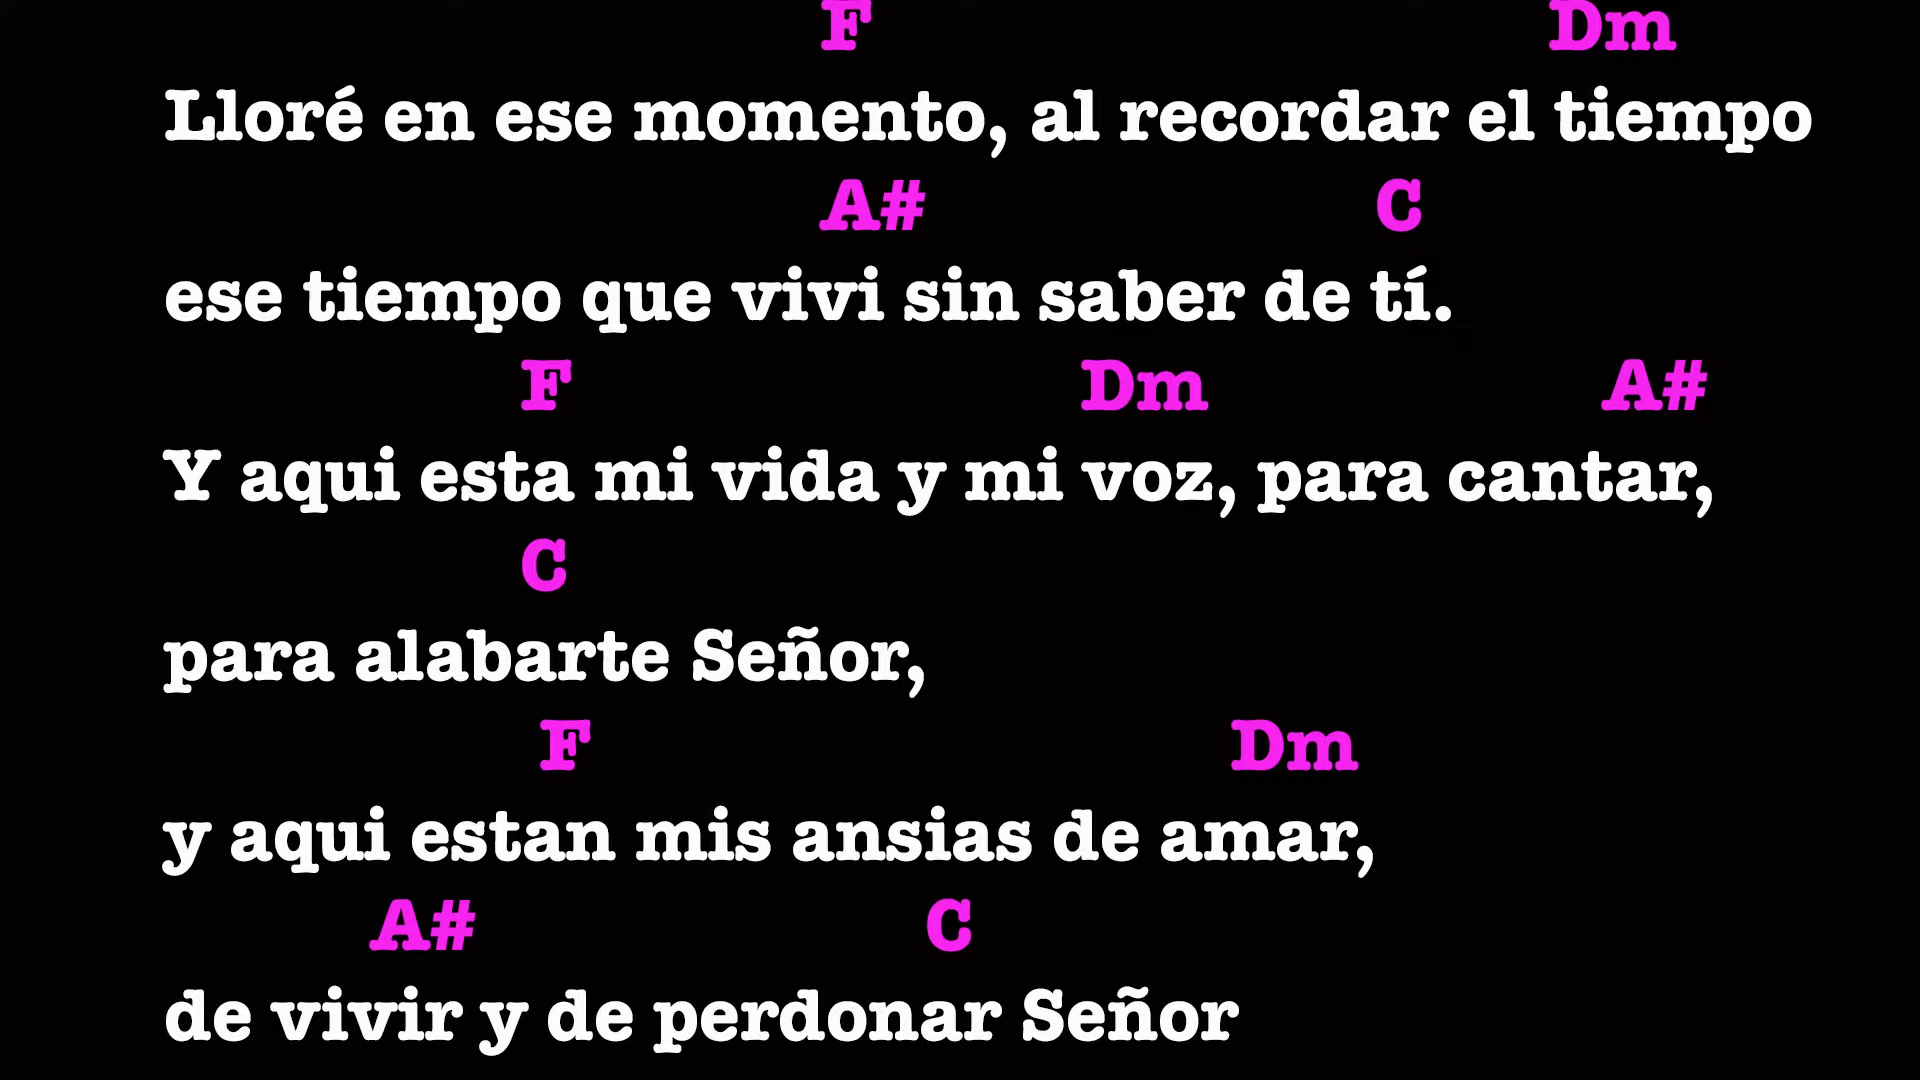 F Dm
Lloré en ese momento, al recordar el tiempo
A# C
ese tiempo que vivi sin saber de tí.
F Dm A#
Y aqui esta mi vida y mi voz, para cantar,
C
para alabarte Señor,
F Dm
y aqui estan mis ansias de amar,
A# C
de vivir y de perdonar Señor